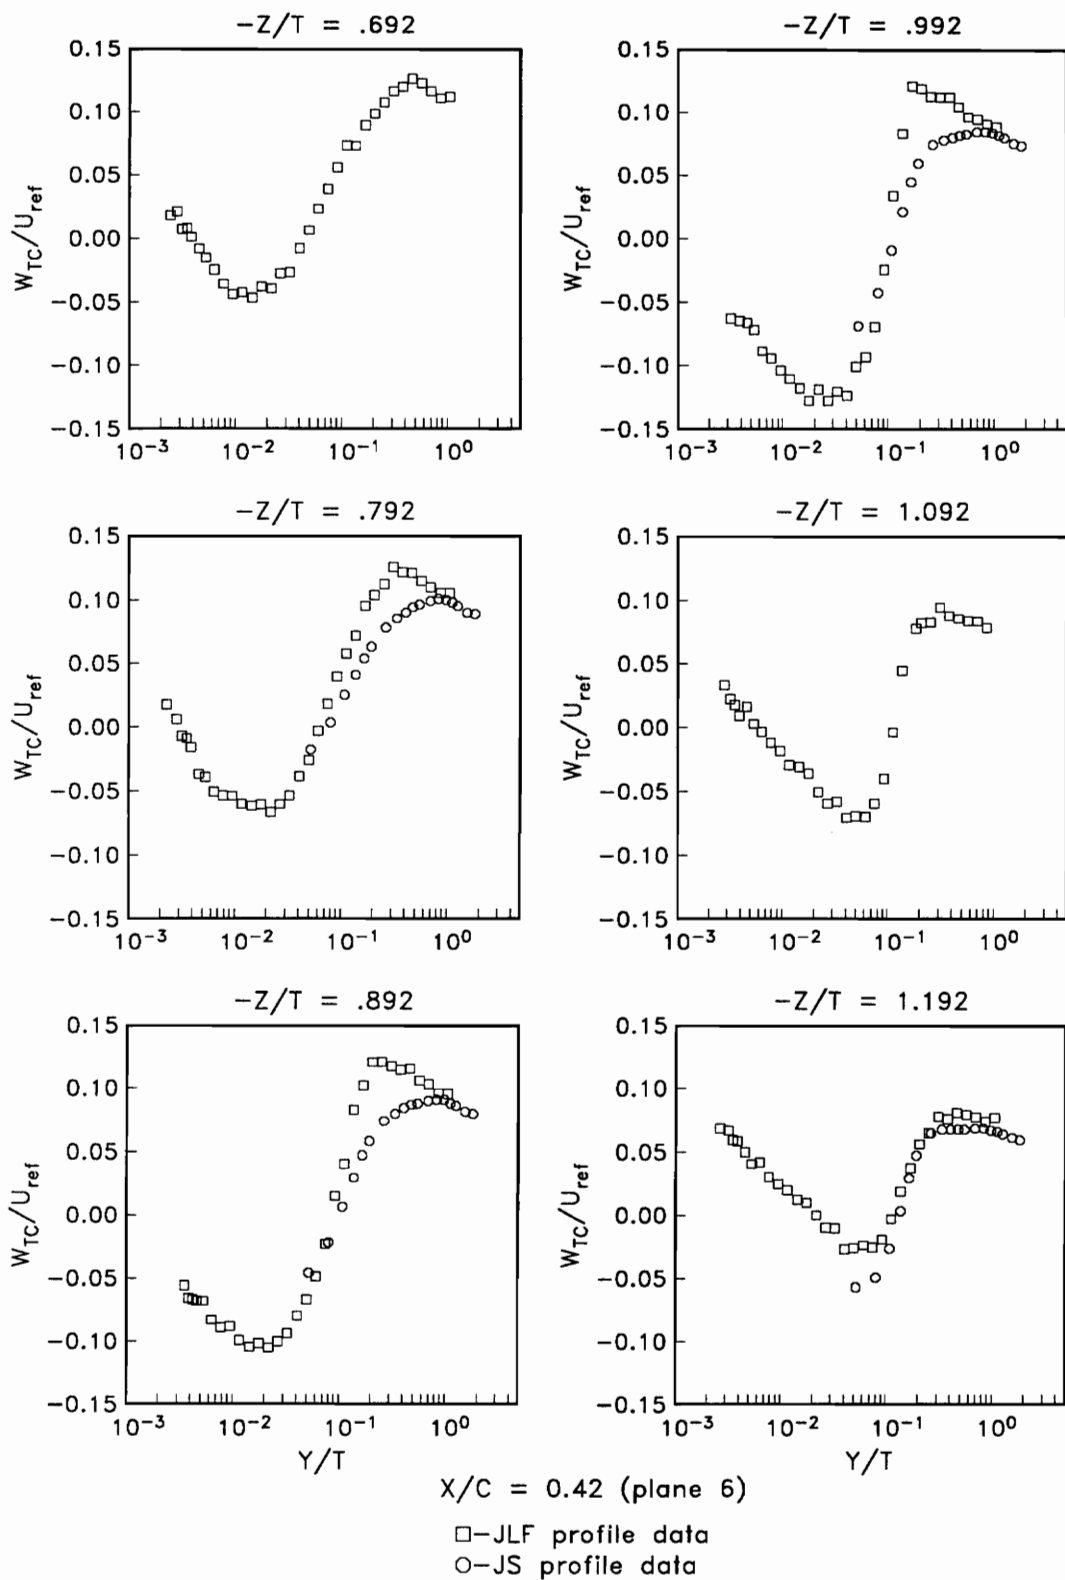 -Z/T = .692
0.15
0.10
0.05
0.00
-0.05
-0.10
-0.15
W_TC/U_ref
10^-3 10^-2 10^-1 10^0
-Z/T = .992
0.15
0.10
0.05
0.00
-0.05
-0.10
-0.15
W_TC/U_ref
10^-3 10^-2 10^-1 10^0
-Z/T = .792
0.15
0.10
0.05
0.00
-0.05
-0.10
-0.15
W_TC/U_ref
10^-3 10^-2 10^-1 10^0
-Z/T = 1.092
0.15
0.10
0.05
0.00
-0.05
-0.10
-0.15
W_TC/U_ref
10^-3 10^-2 10^-1 10^0
-Z/T = .892
0.15
0.10
0.05
0.00
-0.05
-0.10
-0.15
W_TC/U_ref
10^-3 10^-2 10^-1 10^0
Y/T
-Z/T = 1.192
0.15
0.10
0.05
0.00
-0.05
-0.10
-0.15
W_TC/U_ref
10^-3 10^-2 10^-1 10^0
Y/T
X/C = 0.42 (plane 6)
□-JLF profile data
○-JS profile data